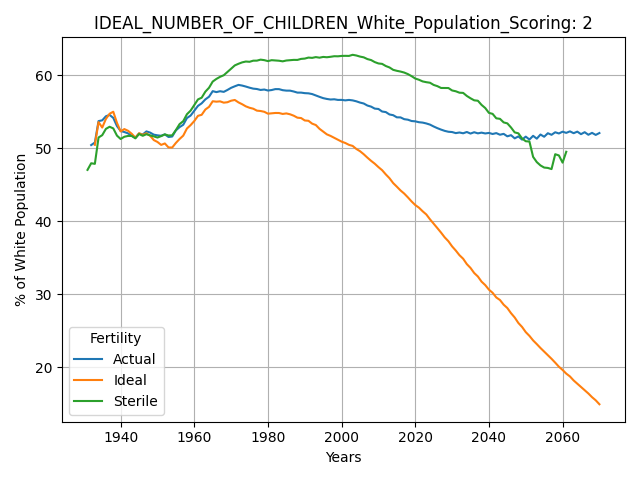 IDEAL_NUMBER_OF_CHILDREN_White_Population_Scoring: 2
% of White Population
60
50
40
30
20
Fertility
Actual
Ideal
Sterile
1940 1960 1980 2000 2020 2040 2060
Years